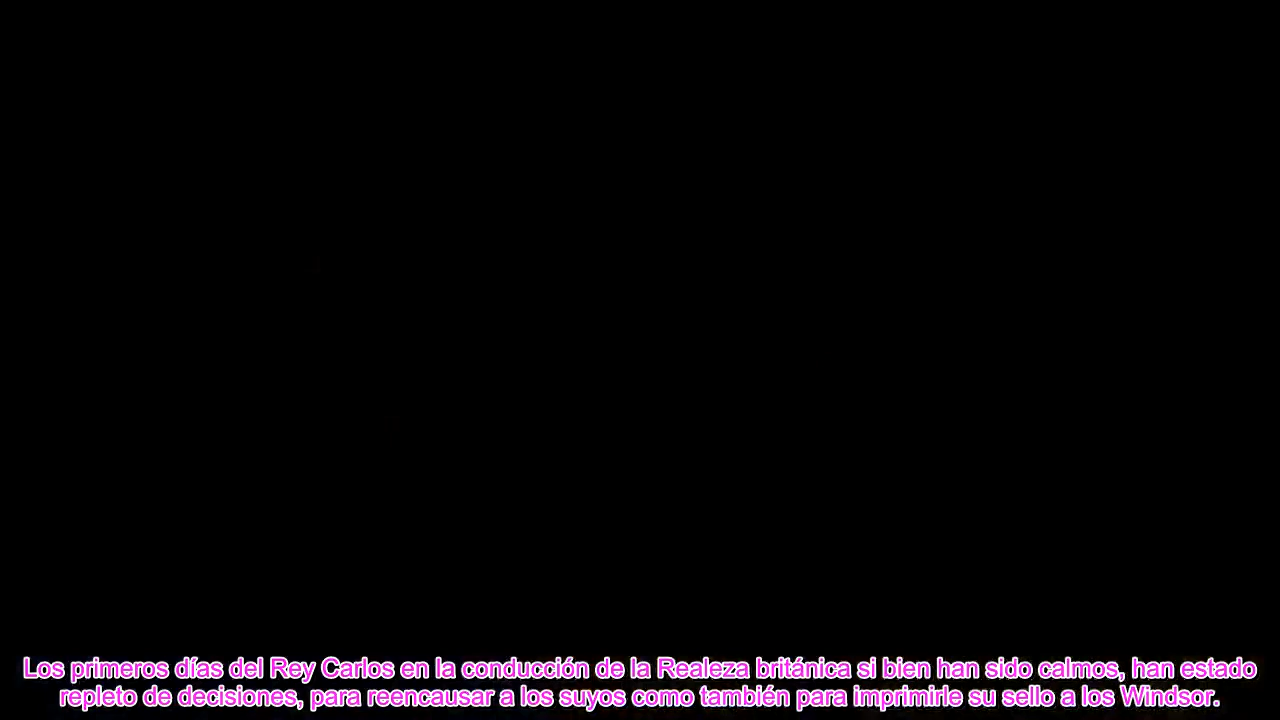 Los primeros días del Rey Carlos en la conducción de la Realeza británica si bien han sido calmos, han estado
repleto de decisiones, para reencausar a los suyos como también para imprimirle su sello a los Windsor.